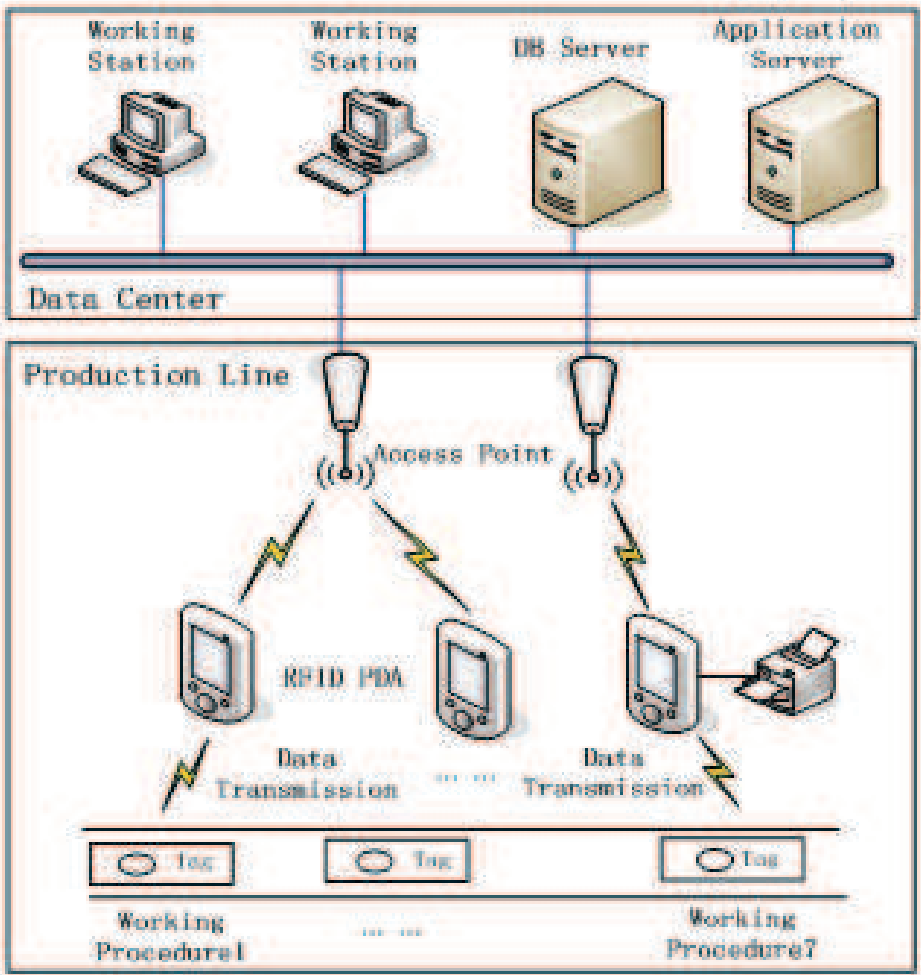 Working
Station
Working
Station
DB Server
Application
Server
Data Center
Production Line
Access Point
RFID PDA
Data
Transmission
... ...
Data
Transmission
Tag
Tag
Tag
Working
Procedure1
... ...
Working
Procedure7